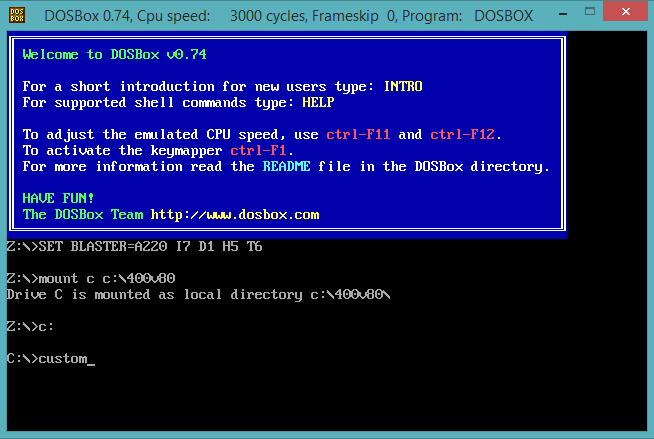 DOSBox 0.74, Cpu speed: 3000 cycles, Frameskip 0, Program: DOSBOX
Welcome to DOSBox v0.74
For a short introduction for new users type: INTRO
For supported shell commands type: HELP
To adjust the emulated CPU speed, use ctrl-F11 and ctrl-F12.
To activate the keymapper ctrl-F1.
For more information read the README file in the DOSBox directory.
HAVE FUN!
The DOSBox Team http://www.dosbox.com
Z:\>SET BLASTER=A220 I7 D1 H5 T6
Z:\>mount c c:\400v80
Drive C is mounted as local directory c:\400v80\
Z:\>c:
C:\>custom_